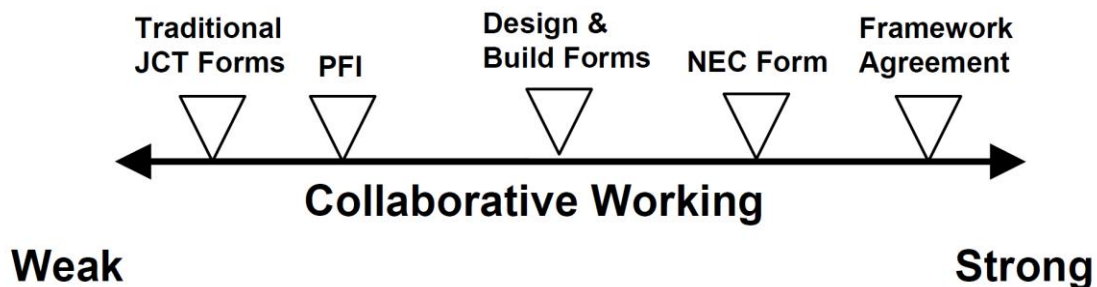 Traditional
JCT Forms
PFI
Design &
Build Forms
NEC Form
Framework
Agreement
Collaborative Working
Weak
Strong